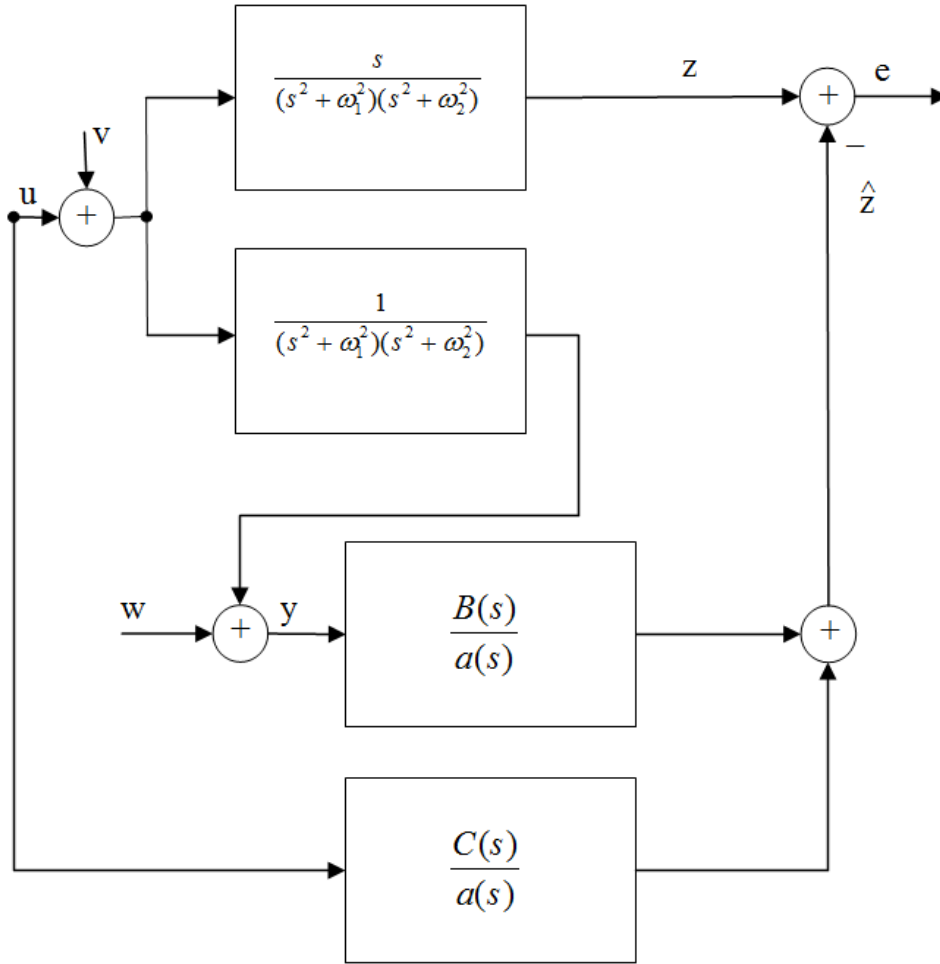 s
(s² + ω₁²)(s² + ω₂²)
z
+
e
v
−
u
+
ẑ
1
(s² + ω₁²)(s² + ω₂²)
w
+
y
B(s)
a(s)
+
C(s)
a(s)